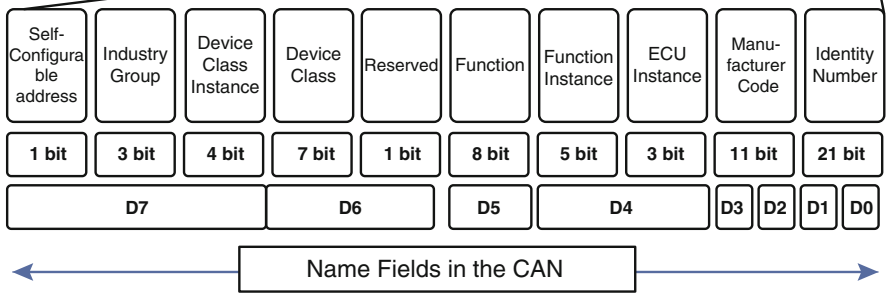 Self-
Configura
ble
address
Industry
Group
Device
Class
Instance
Device
Class
Reserved
Function
Function
Instance
ECU
Instance
Manu-
facturer
Code
Identity
Number
1 bit
3 bit
4 bit
7 bit
1 bit
8 bit
5 bit
3 bit
11 bit
21 bit
D7
D6
D5
D4
D3
D2
D1
D0
Name Fields in the CAN